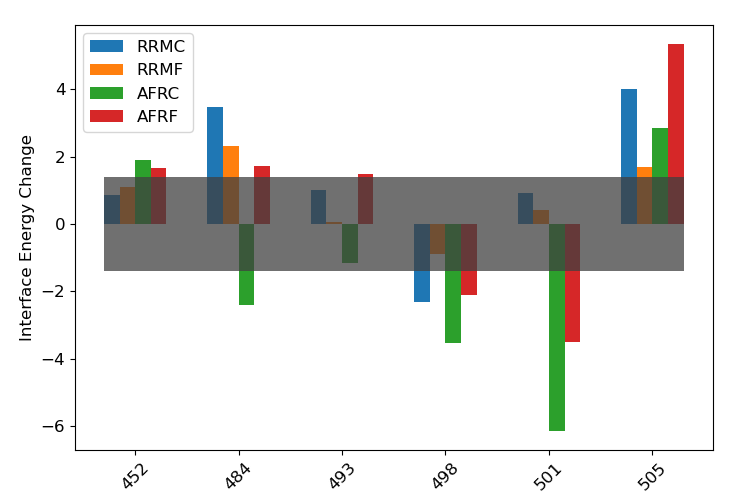 RRMC
RRMF
AFRC
AFRF
Interface Energy Change
4
2
0
−2
−4
−6
452
484
493
498
501
505